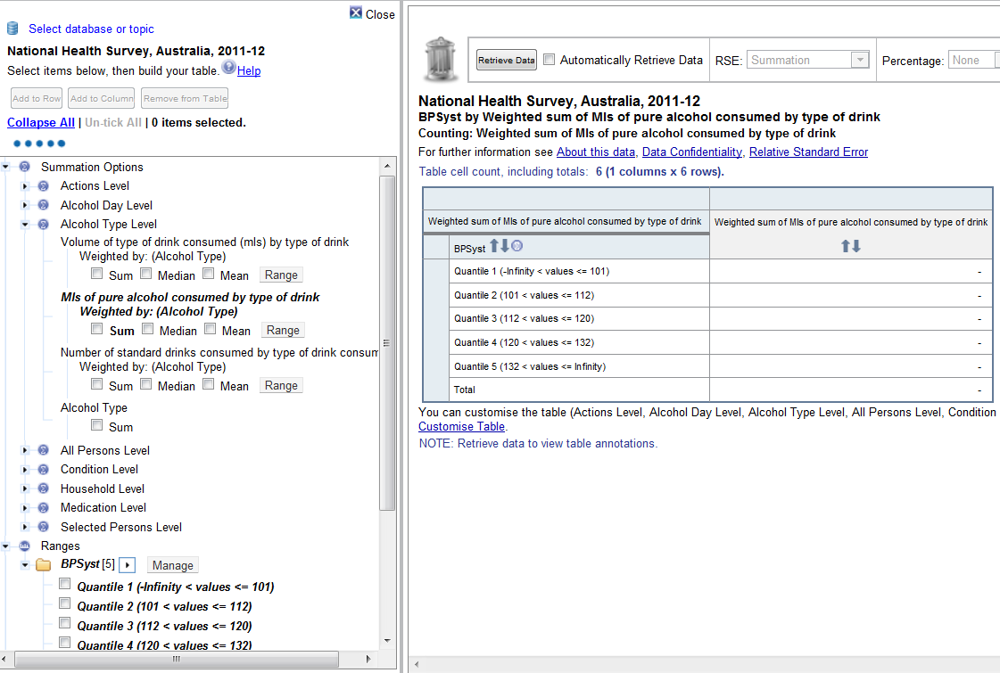 Close
Select database or topic
National Health Survey, Australia, 2011-12
Select items below, then build your table. Help
Add to Row Add to Column Remove from Table
Collapse All | Un-tick All | 0 items selected.
Summation Options
Actions Level
Alcohol Day Level
Alcohol Type Level
Volume of type of drink consumed (mls) by type of drink
Weighted by: (Alcohol Type)
Sum Median Mean Range
Mls of pure alcohol consumed by type of drink
Weighted by: (Alcohol Type)
Sum Median Mean Range
Number of standard drinks consumed by type of drink consum
Weighted by: (Alcohol Type)
Sum Median Mean Range
Alcohol Type
Sum
All Persons Level
Condition Level
Household Level
Medication Level
Selected Persons Level
Ranges
BPSyst [5] Manage
Quantile 1 (-Infinity < values <= 101)
Quantile 2 (101 < values <= 112)
Quantile 3 (112 < values <= 120)
Quantile 4 (120 < values <= 132)
Retrieve Data Automatically Retrieve Data RSE: Summation Percentage: None
National Health Survey, Australia, 2011-12
BPSyst by Weighted sum of Mls of pure alcohol consumed by type of drink
Counting: Weighted sum of Mls of pure alcohol consumed by type of drink
For further information see About this data, Data Confidentiality, Relative Standard Error
Table cell count, including totals: 6 (1 columns x 6 rows).
Weighted sum of Mls of pure alcohol consumed by type of drink Weighted sum of Mls of pure alcohol consumed by type of drink
BPSyst
Quantile 1 (-Infinity < values <= 101) -
Quantile 2 (101 < values <= 112) -
Quantile 3 (112 < values <= 120) -
Quantile 4 (120 < values <= 132) -
Quantile 5 (132 < values <= Infinity) -
Total -
You can customise the table (Actions Level, Alcohol Day Level, Alcohol Type Level, All Persons Level, Condition
Customise Table.
NOTE: Retrieve data to view table annotations.